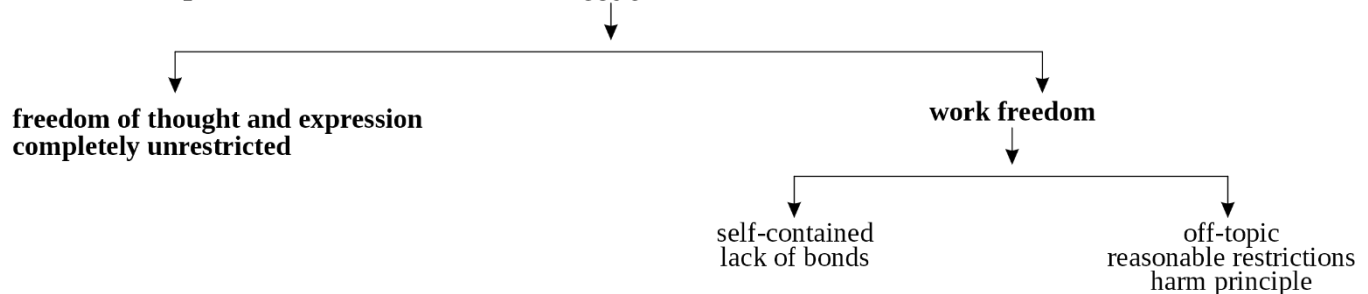 freedom of thought and expression
completely unrestricted
work freedom
self-contained
lack of bonds
off-topic
reasonable restrictions
harm principle